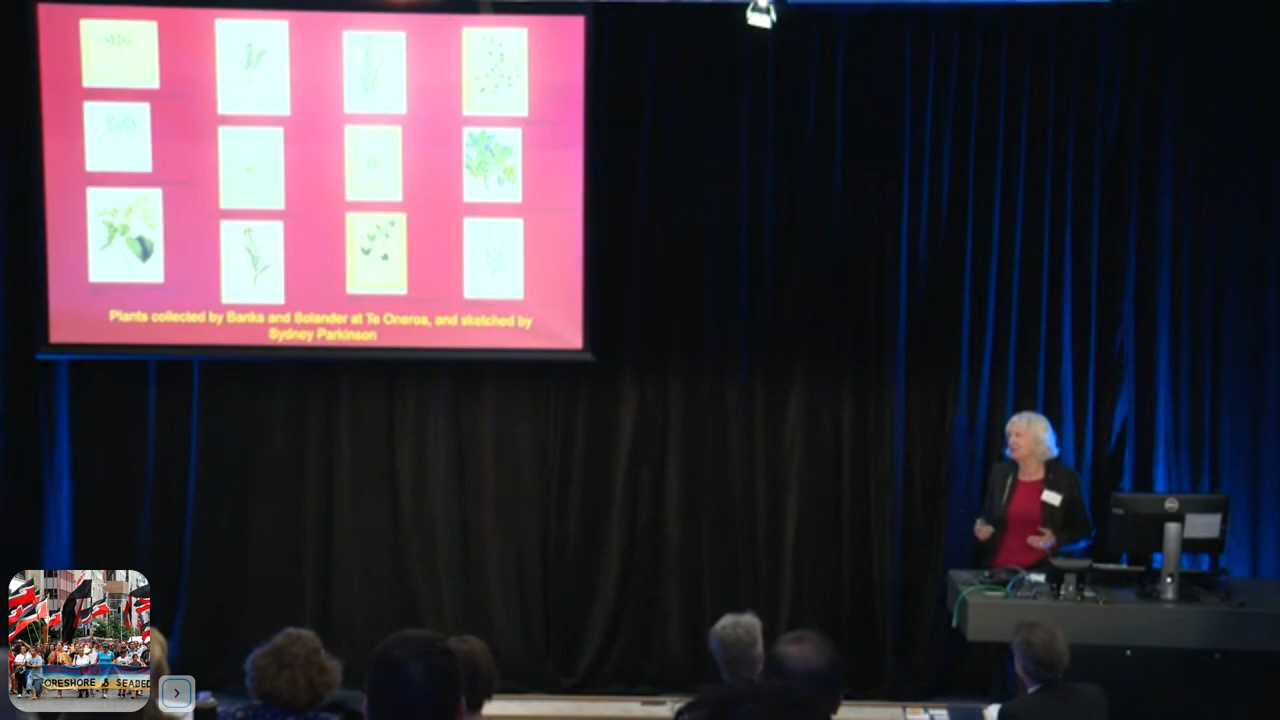 Plants collected by Banks and Solander at Te Oneroa, and sketched by
Sydney Parkinson
FORESHORE & SEABED